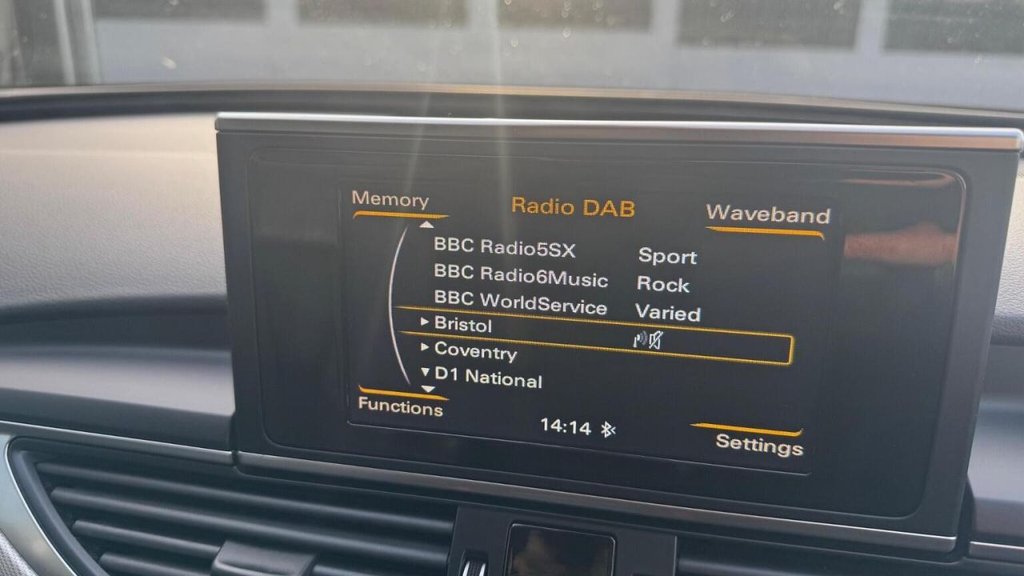 Memory Radio DAB Waveband
BBC Radio5SX Sport
BBC Radio6Music Rock
BBC WorldService Varied
Bristol
Coventry
D1 National
Functions 14:14 Settings